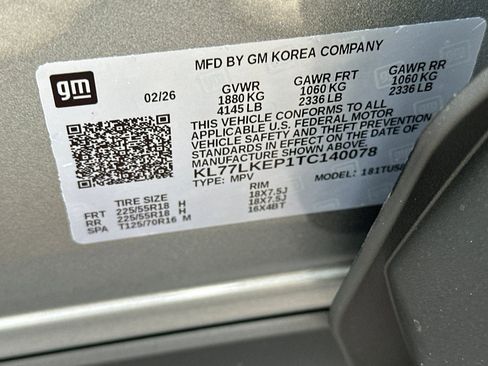 MFD BY GM KOREA COMPANY
gm
02/26
GVWR GAWR FRT GAWR RR
1880 KG 1060 KG 1060 KG
4145 LB 2336 LB 2336 LB
THIS VEHICLE CONFORMS TO ALL
APPLICABLE U.S. FEDERAL MOTOR
VEHICLE SAFETY AND THEFT PREVENTION
STANDARDS IN EFFECT ON THE DATE OF
MANUFACTURE SHOWN ABOVE.
KL77LKEP1TC140078
TYPE: MPV MODEL:
TIRE SIZE RIM
FRT 225/55R18 H 18X7.5J
RR 225/55R18 H 18X7.5J
SPA T125/70R16 M 16X4BT